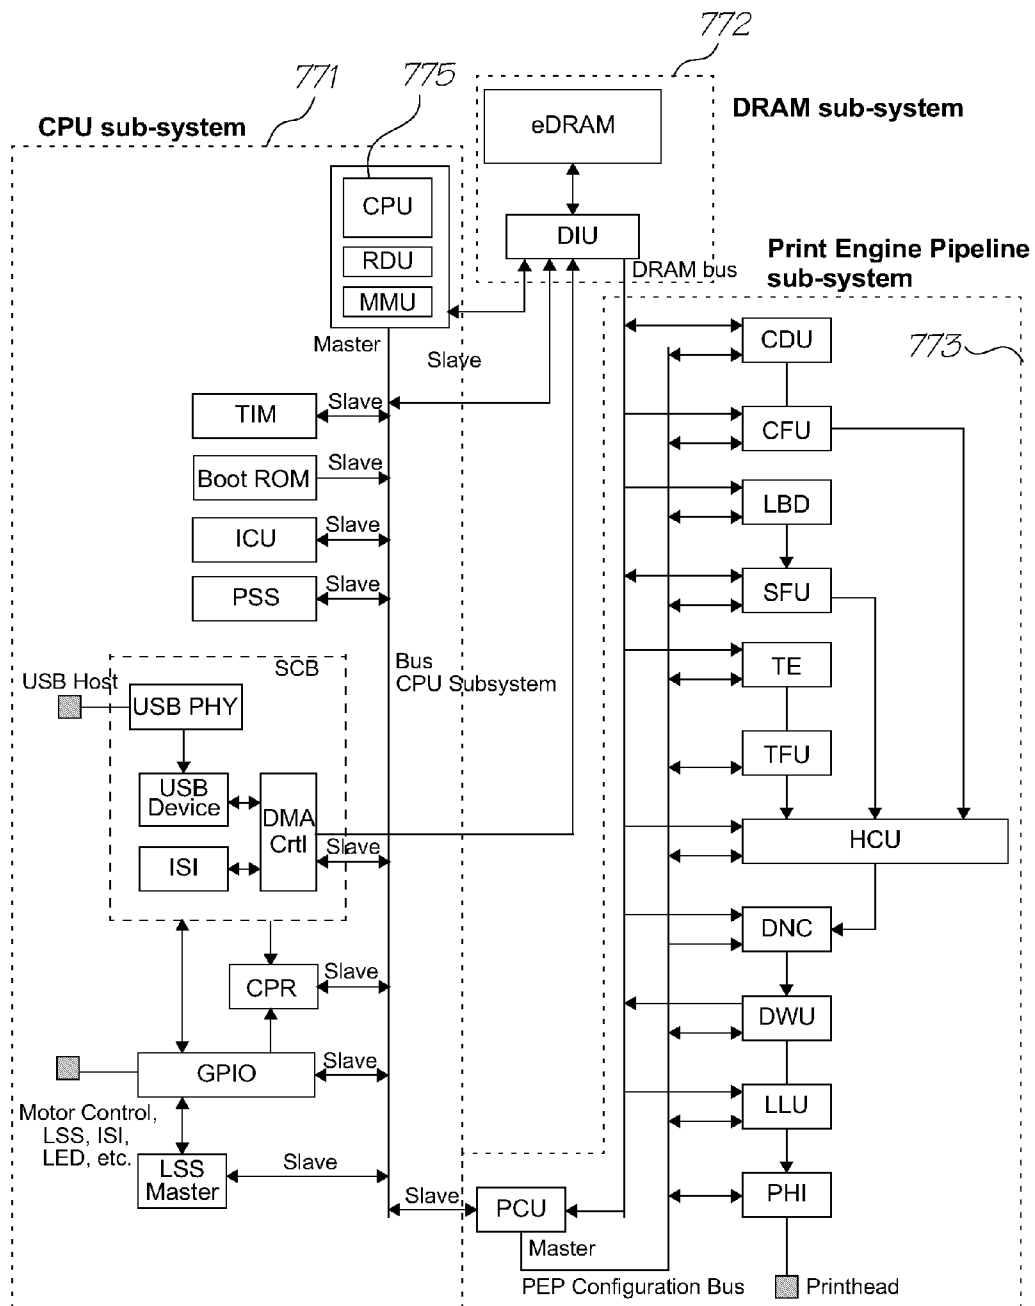 772
771
775
CPU sub-system
DRAM sub-system
eDRAM
CPU
DIU
RDU
DRAM bus
Print Engine Pipeline
sub-system
MMU
773
Master
Slave
CDU
TIM
Slave
CFU
Boot ROM
Slave
LBD
ICU
Slave
PSS
Slave
SFU
SCB
Bus
CPU Subsystem
TE
USB Host
USB PHY
TFU
USB
Device
DMA
Crtl
Slave
HCU
ISI
DNC
CPR
Slave
DWU
GPIO
Slave
Motor Control,
LSS, ISI,
LED, etc.
LLU
LSS
Master
Slave
PHI
Slave
PCU
Master
PEP Configuration Bus
Printhead